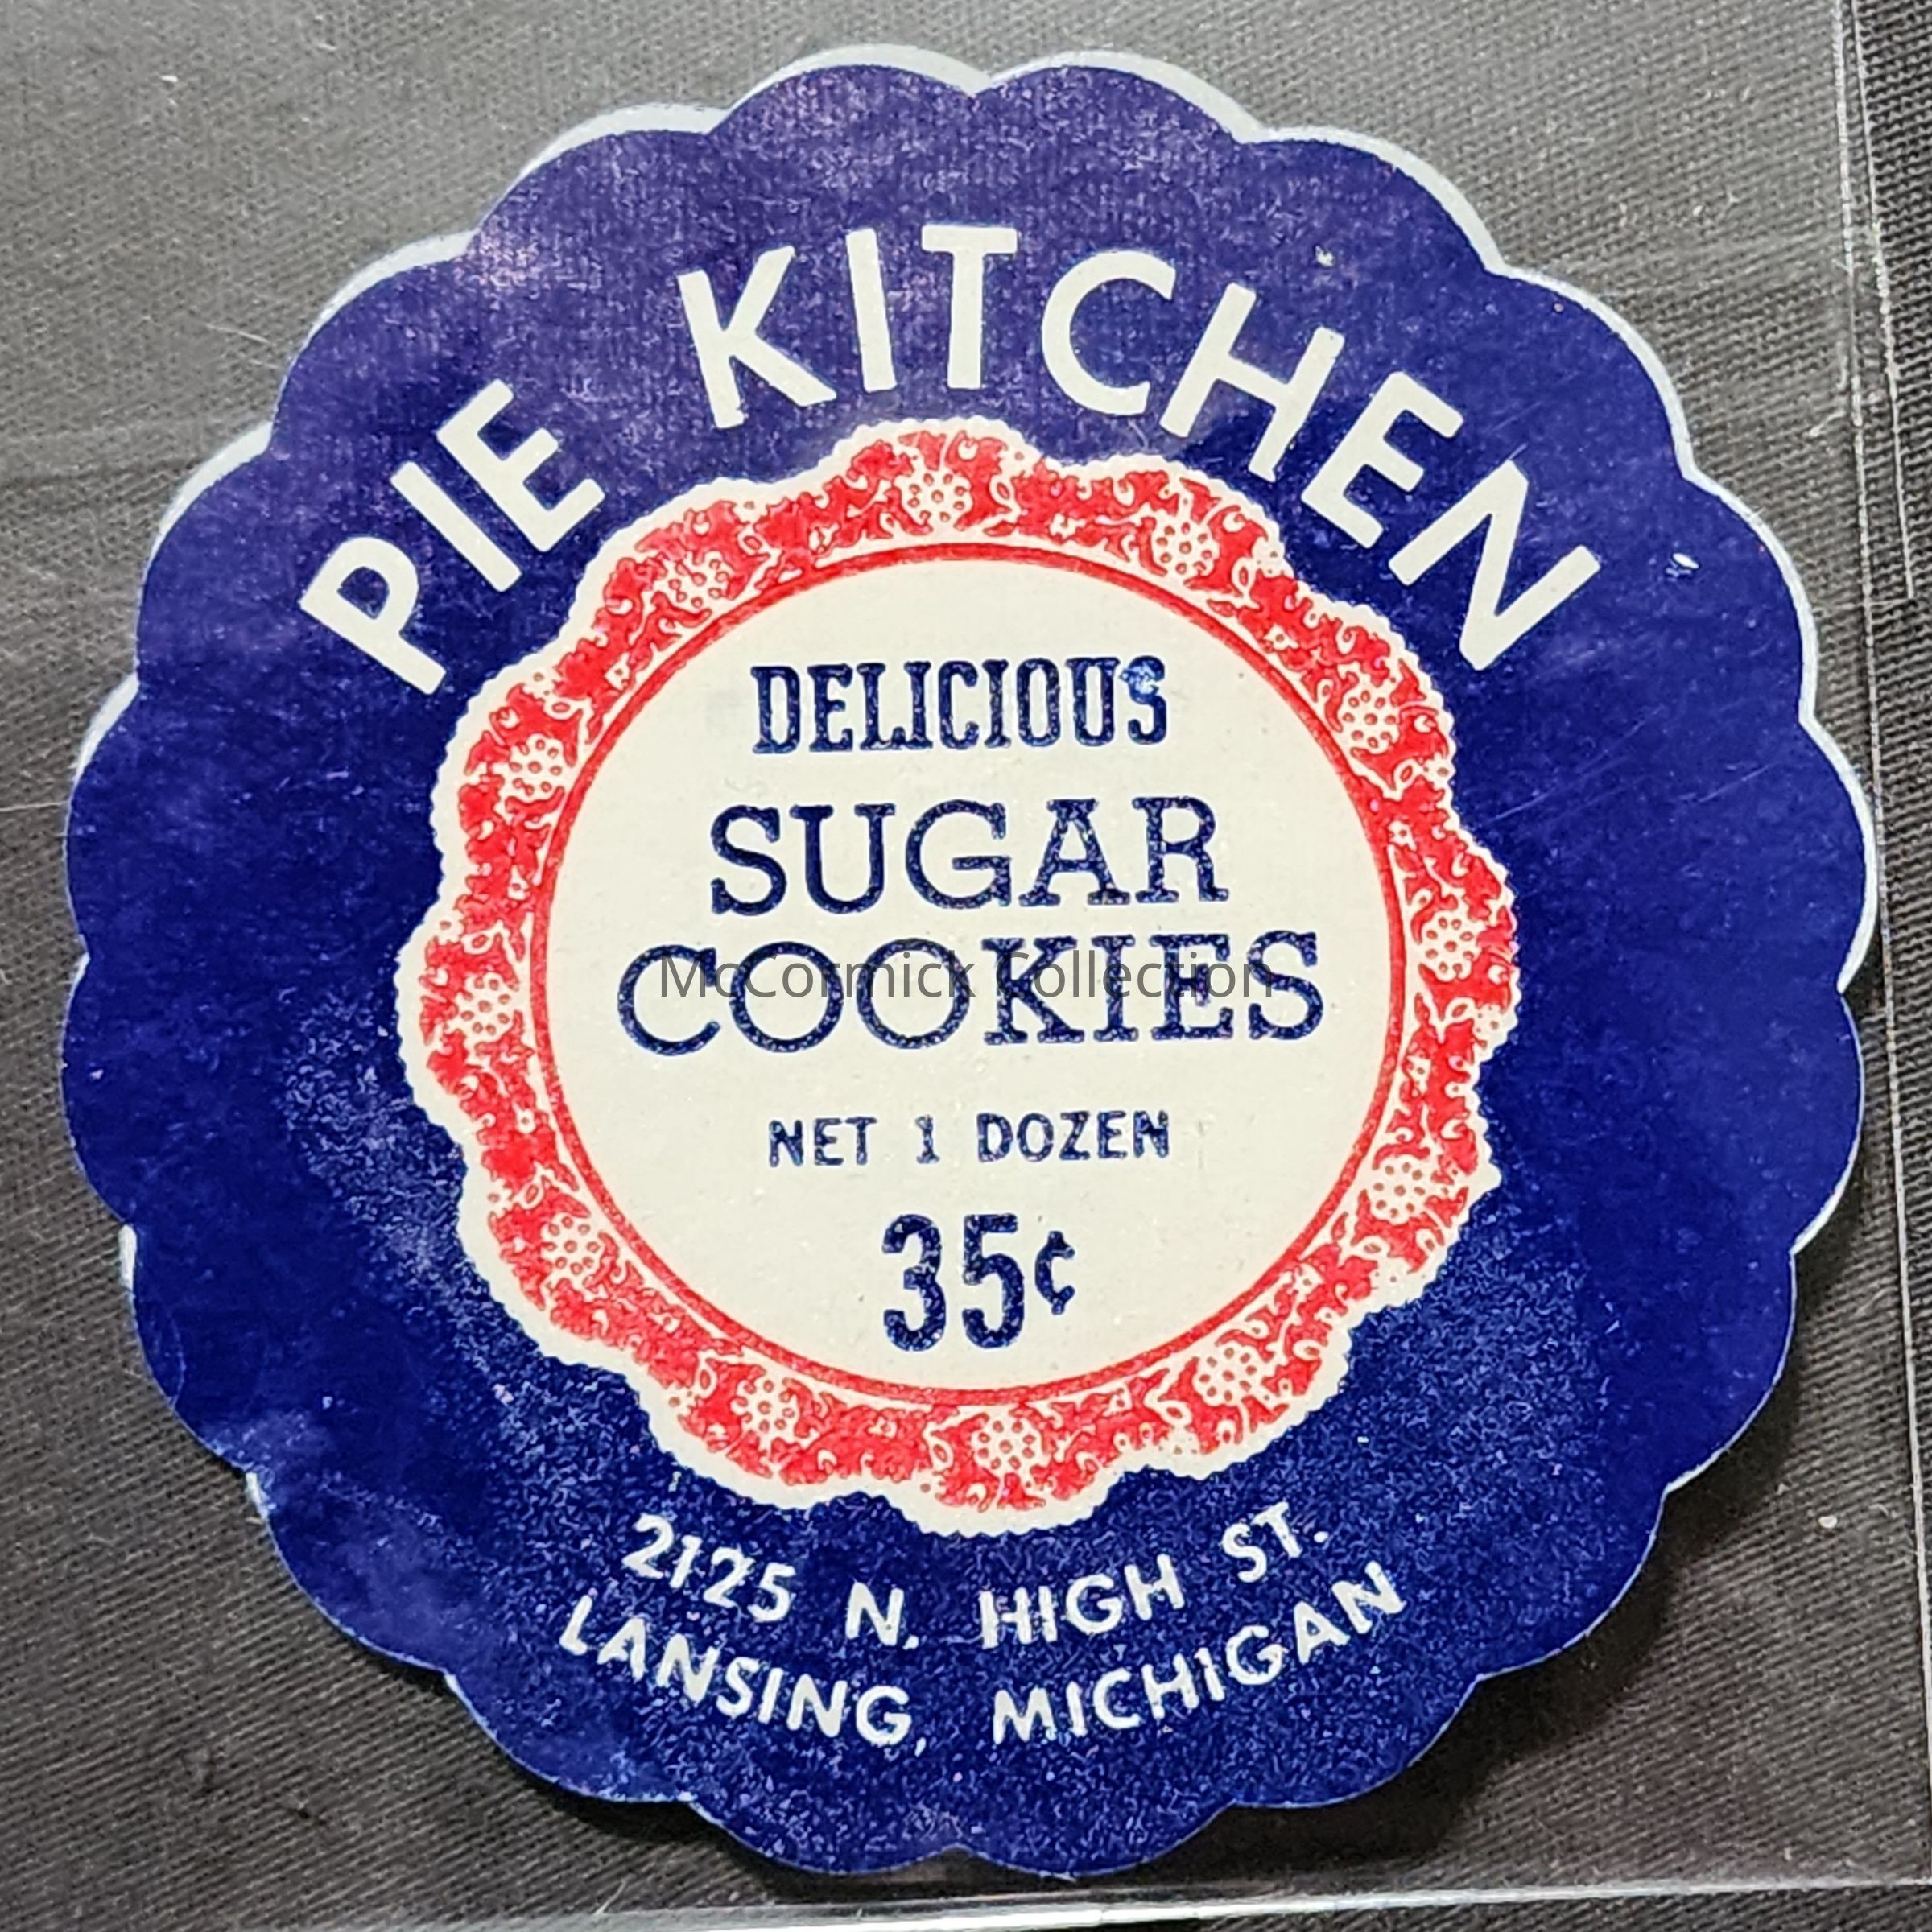 PIE KITCHEN
DELICIOUS
SUGAR
COOKIES
McCormick Collection
NET 1 DOZEN
35¢
2125 N. HIGH ST.
LANSING, MICHIGAN